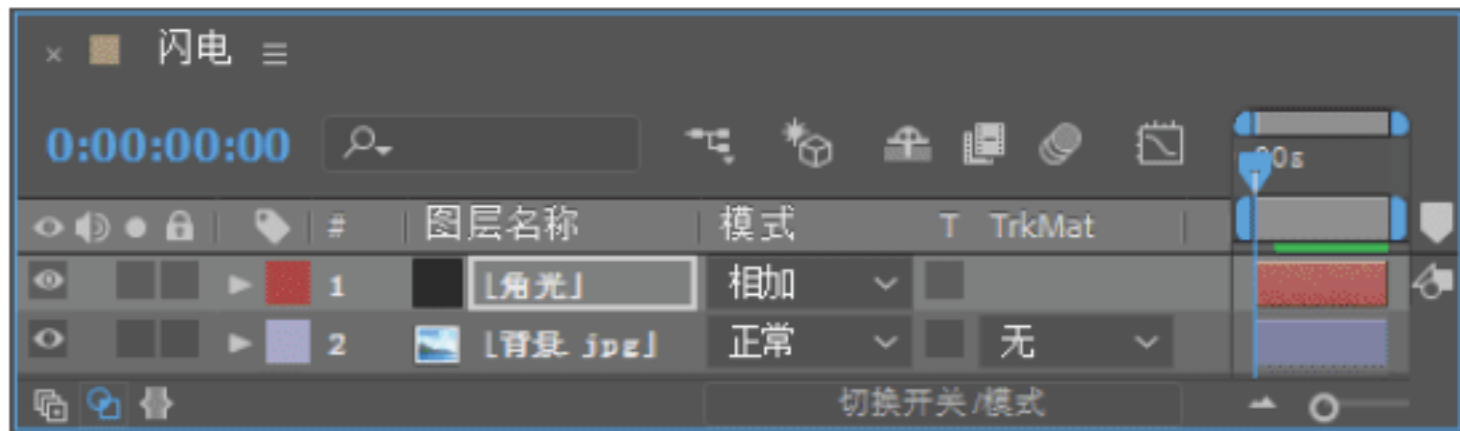 × 闪电 ≡
0:00:00:00
00s
# 图层名称 模式 T TrkMat
1 [角光] 相加
2 [背景.jpg] 正常 无
切换开关/模式